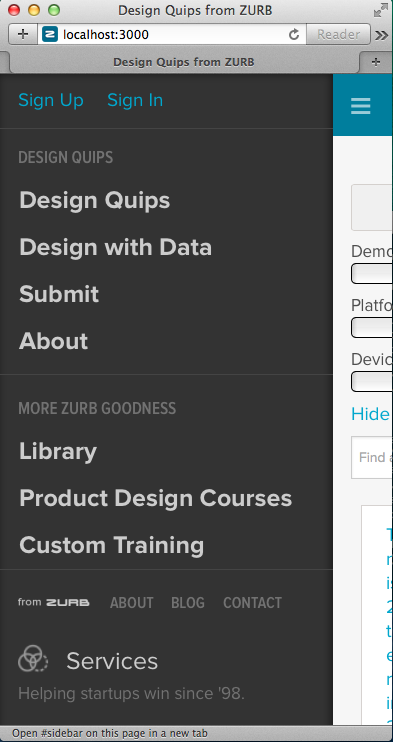 Design Quips from ZURB
localhost:3000
Reader
Design Quips from ZURB
Sign Up Sign In
DESIGN QUIPS
Design Quips
Design with Data
Submit
About
MORE ZURB GOODNESS
Library
Product Design Courses
Custom Training
from ZURB ABOUT BLOG CONTACT
Services
Helping startups win since '98.
Demo
Platfo
Devic
Hide
Find a
Open #sidebar on this page in a new tab